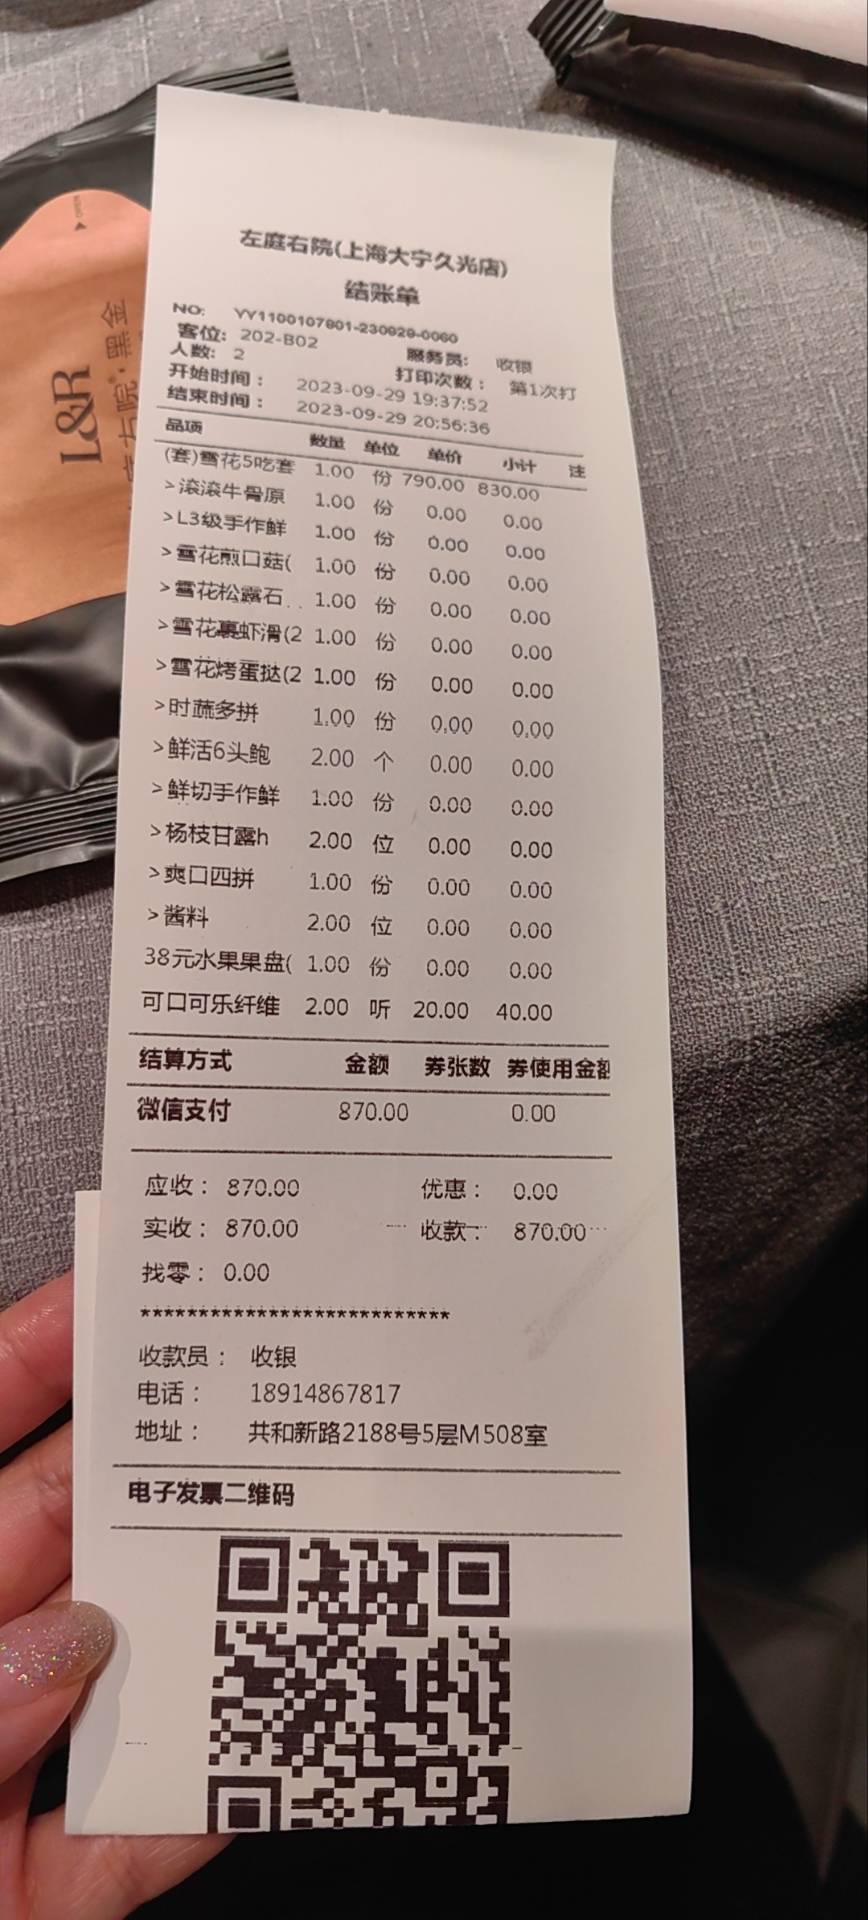 左庭右院(上海大宁久光店)
结账单
NO: YY1100107801-230929-0060
客位: 202-B02 服务员: 收银
人数: 2 打印次数: 第1次打
开始时间: 2023-09-29 19:37:52
结束时间: 2023-09-29 20:56:36
品项 数量 单位 单价 小计 注
(套)雪花5吃套 1.00 份 790.00 830.00
>滚滚牛骨原 1.00 份 0.00 0.00
>L3级手作鲜 1.00 份 0.00 0.00
>雪花煎口菇( 1.00 份 0.00 0.00
>雪花松露石 1.00 份 0.00 0.00
>雪花裹虾滑(2 1.00 份 0.00 0.00
>雪花烤蛋挞(2 1.00 份 0.00 0.00
>时蔬多拼 1.00 份 0.00 0.00
>鲜活6头鲍 2.00 个 0.00 0.00
>鲜切手作鲜 1.00 份 0.00 0.00
>杨枝甘露h 2.00 位 0.00 0.00
>爽口四拼 1.00 份 0.00 0.00
>酱料 2.00 位 0.00 0.00
38元水果果盘( 1.00 份 0.00 0.00
可口可乐纤维 2.00 听 20.00 40.00
结算方式 金额 券张数 券使用金额
微信支付 870.00 0.00
应收: 870.00 优惠: 0.00
实收: 870.00 收款: 870.00
找零: 0.00
***************************
收款员: 收银
电话: 18914867817
地址: 共和新路2188号5层M508室
电子发票二维码
L&R
右院·黑金
OPEN